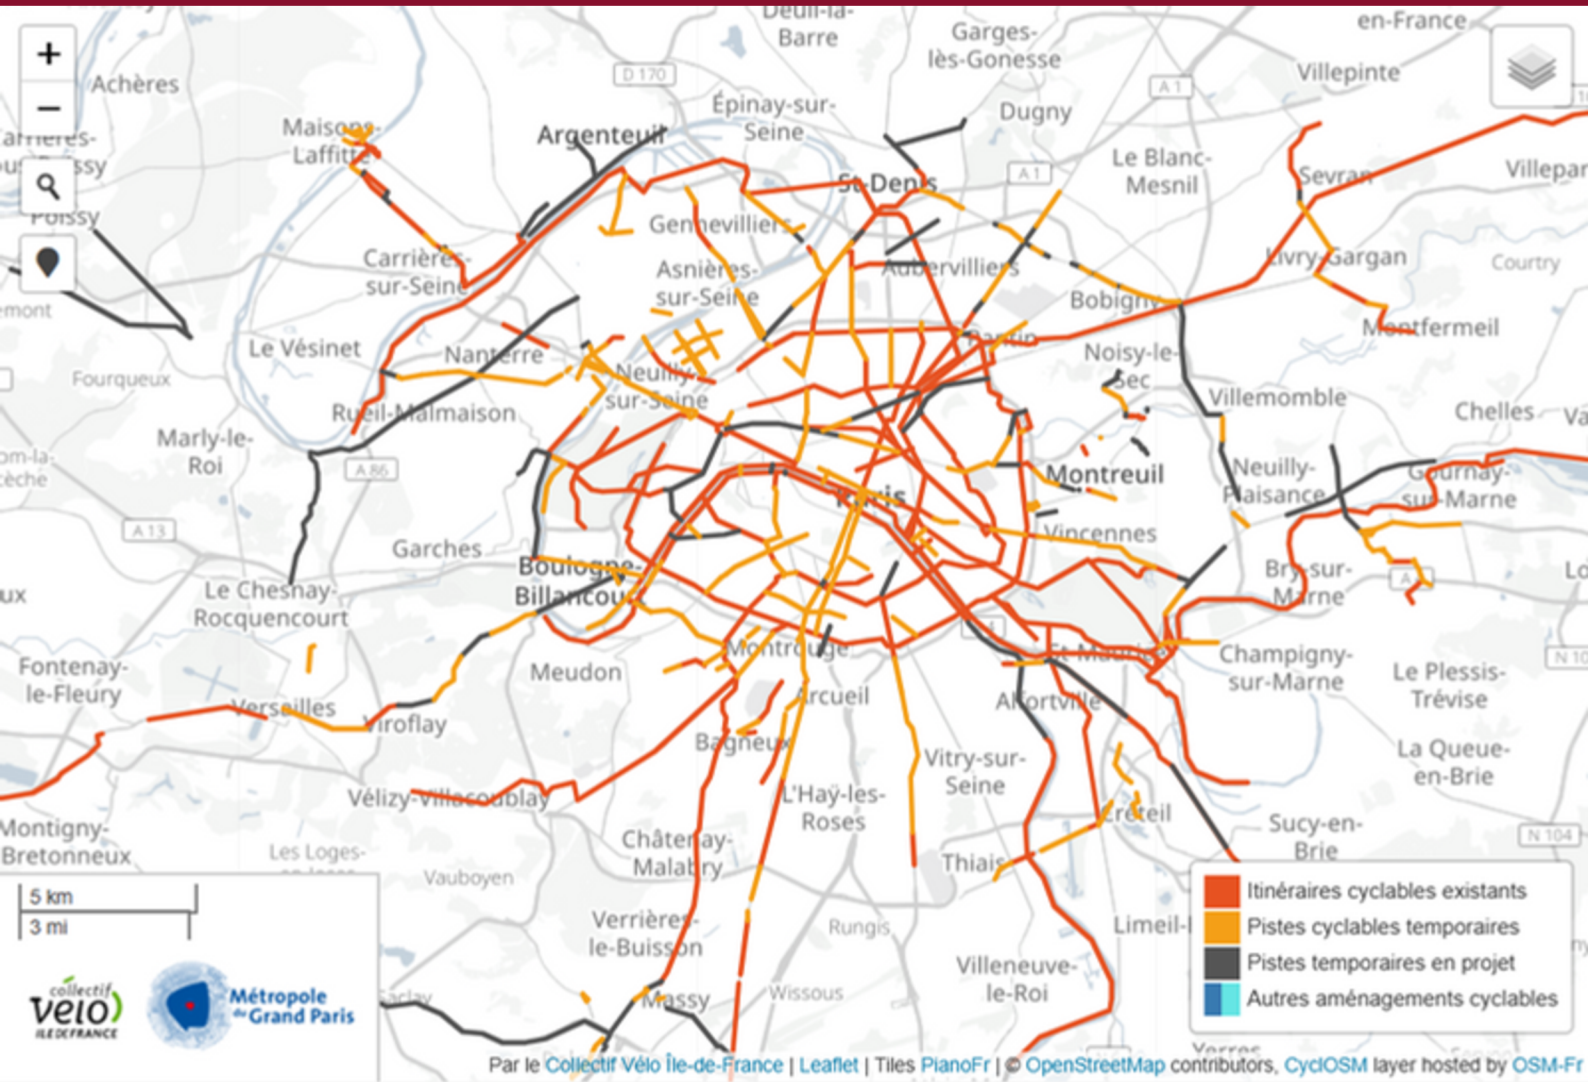 Deuil-la-
Barre
Garges-
lès-Gonesse
en-France
+
−
Achères
D 170
Villepinte
A 1
Épinay-sur-
Seine
Dugny
Maisons-
Laffitte
Argenteuil
Le Blanc-
Mesnil
A 1
Sevran
St-Denis
Poissy
Gennevilliers
Carrières-
sur-Seine
Asnières-
sur-Seine
Aubervilliers
Livry-Gargan
Courtry
Bobigny
Montfermeil
Le Vésinet
Nanterre
Pantin
Noisy-le-
Sec
Fourqueux
Neuilly-
sur-Seine
Villemomble
Chelles
Rueil-Malmaison
Marly-le-
Roi
A 86
Montreuil
Neuilly-
Plaisance
Gournay-
sur-Marne
Paris
A 13
Garches
Vincennes
Boulogne-
Billancou
Le Chesnay-
Rocquencourt
Bry-sur-
Marne
Montrouge
St-Maurice
Champigny-
sur-Marne
Fontenay-
le-Fleury
Meudon
Le Plessis-
Trévise
Versailles
Viroflay
Arcueil
Alfortville
Bagneux
Vitry-sur-
Seine
La Queue-
en-Brie
Vélizy-Villacoublay
L'Haÿ-les-
Roses
Créteil
Montigny-
Bretonneux
Les Loges-
Châtenay-
Malabry
Sucy-en-
Brie
N 104
Vauboyen
Thiais
5 km
3 mi
Verrières-
le-Buisson
Rungis
Limeil-
Itinéraires cyclables existants
Pistes cyclables temporaires
Pistes temporaires en projet
Autres aménagements cyclables
Villeneuve-
le-Roi
Saclay
Massy
Wissous
collectif
vélo
ILE DE FRANCE
Métropole
du Grand Paris
Yerres
Par le Collectif Vélo Île-de-France | Leaflet | Tiles PianoFr | © OpenStreetMap contributors, CyclOSM layer hosted by OSM-Fr